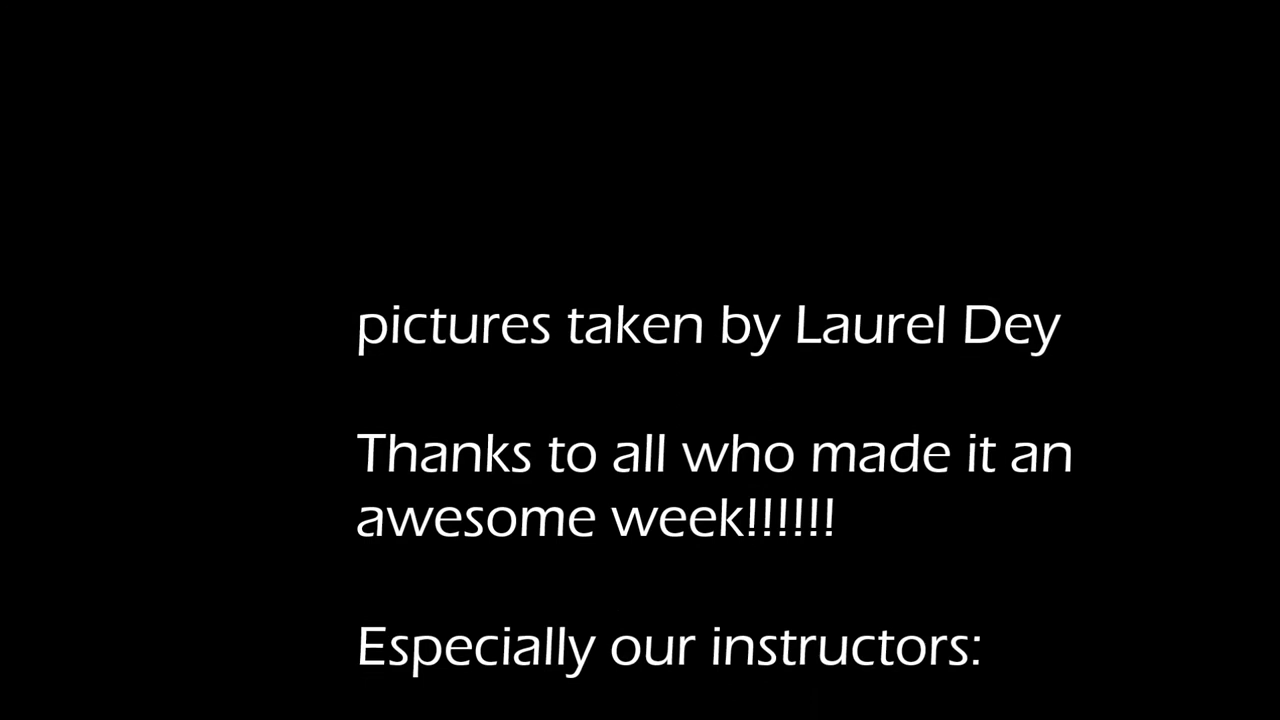 pictures taken by Laurel Dey
Thanks to all who made it an
awesome week!!!!!!
Especially our instructors: